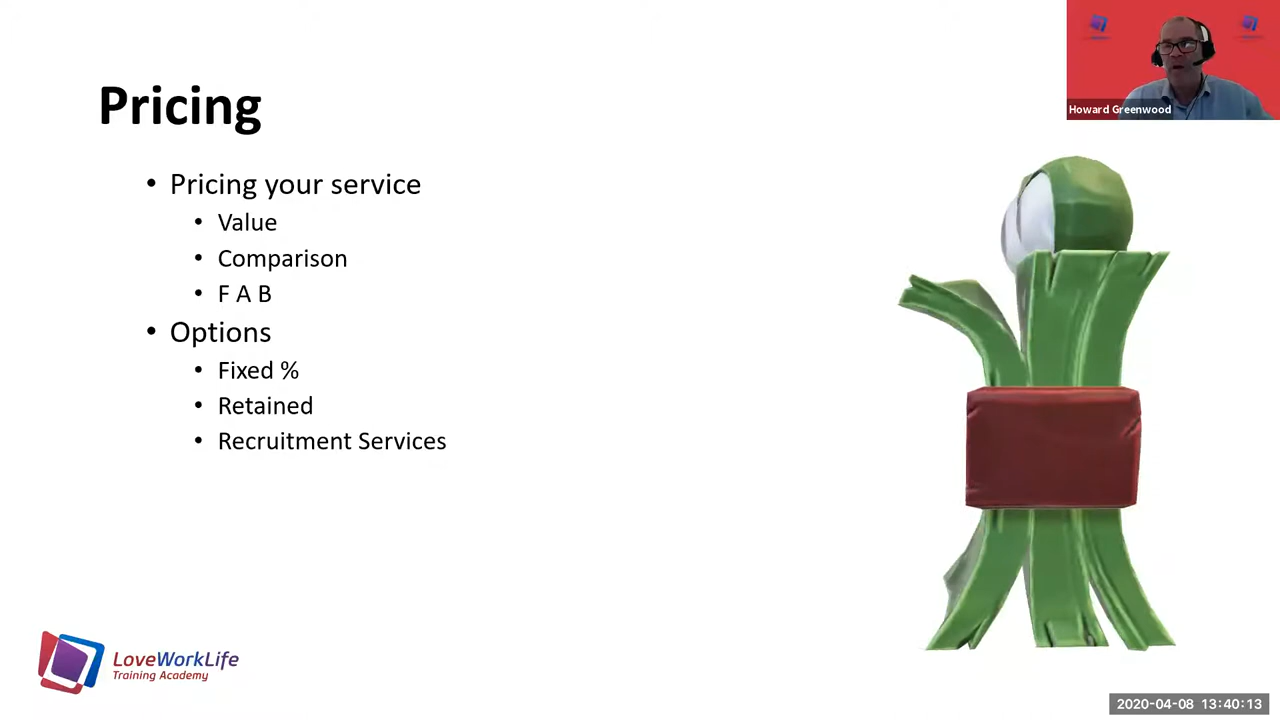 Howard Greenwood
Pricing
• Pricing your service
• Value
• Comparison
• F A B
• Options
• Fixed %
• Retained
• Recruitment Services
LoveWorkLife
Training Academy
2020-04-08 13:40:13